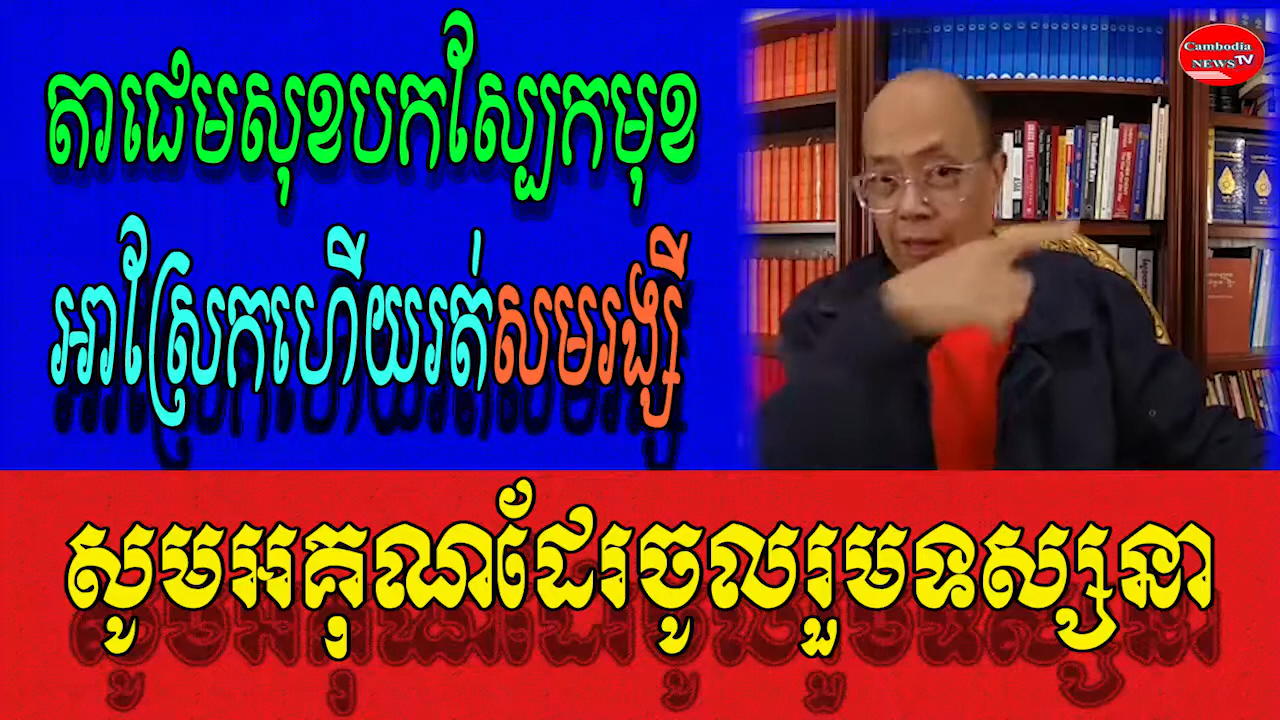 តាជេមសុខបកស្បែកមុខ
អាស្រែកហើយរត់សមរង្ស៊ី
សូមអគុណដែរចូលរួមទស្សនា
Cambodia
NEWSTV